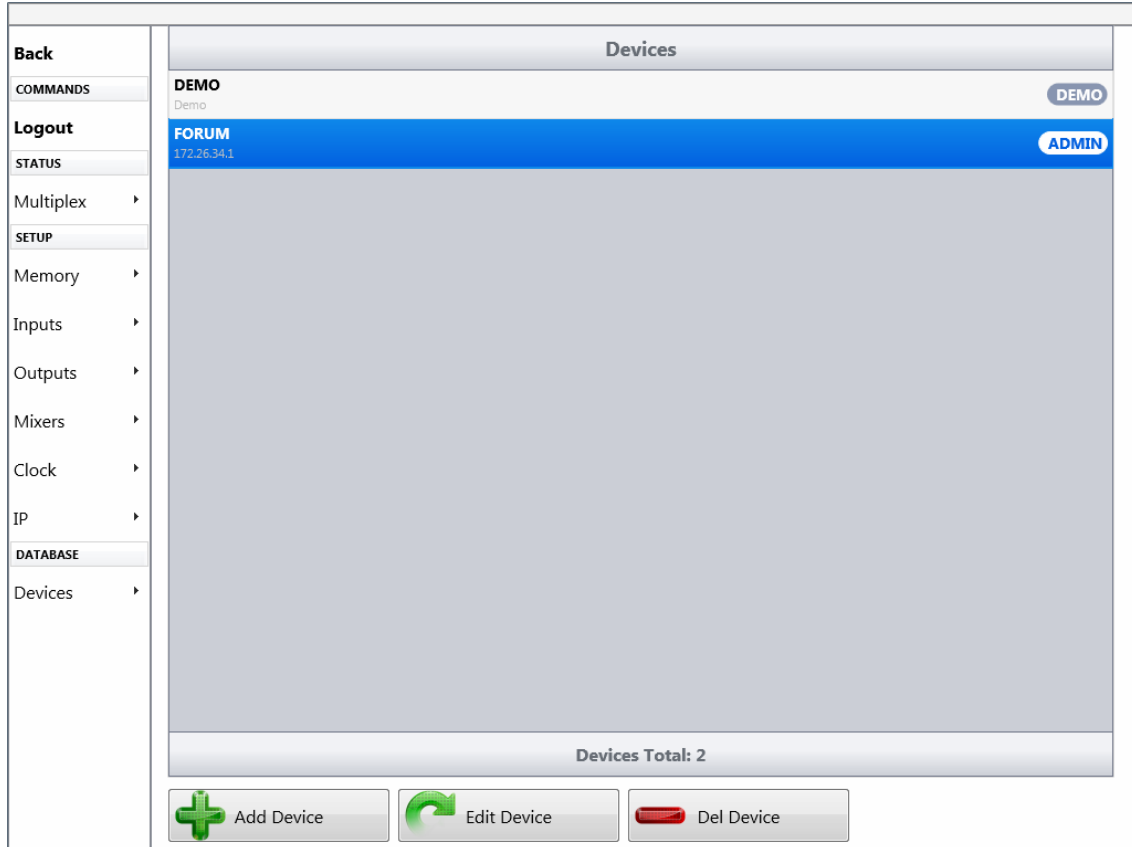 Back
COMMANDS
Logout
STATUS
Multiplex
SETUP
Memory
Inputs
Outputs
Mixers
Clock
IP
DATABASE
Devices
Devices
DEMO
Demo
DEMO
FORUM
172.26.34.1
ADMIN
Devices Total: 2
Add Device
Edit Device
Del Device